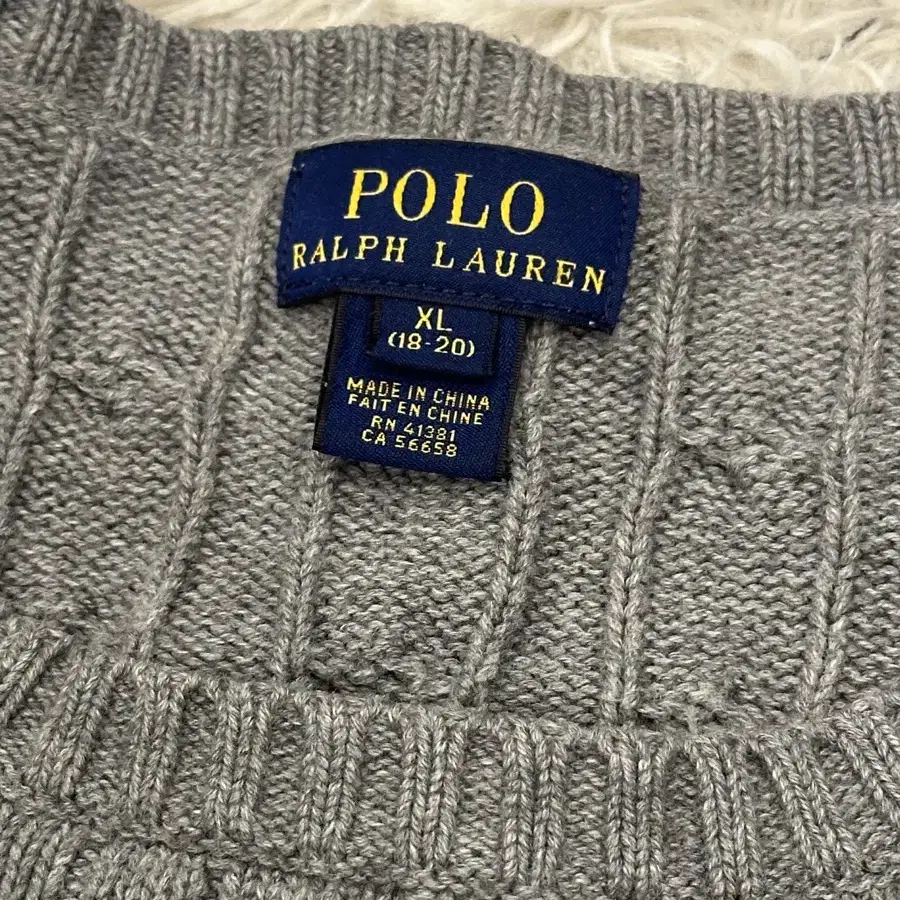 POLO
RALPH LAUREN
XL
(18-20)
MADE IN CHINA
FAIT EN CHINE
RN 41381
CA 56658